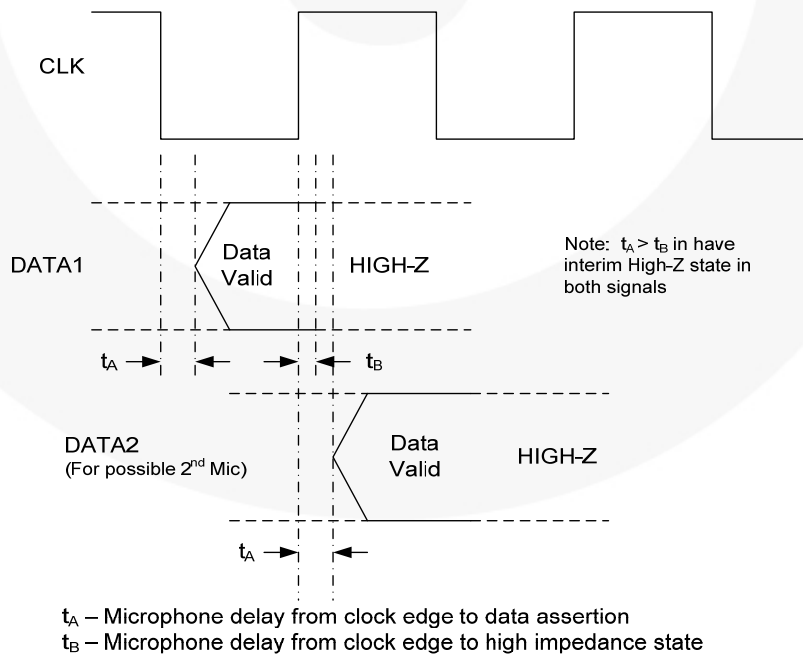 CLK
DATA1
Data
Valid
HIGH-Z
Note: tA > tB in have
interim High-Z state in
both signals
tA
tB
DATA2
(For possible 2nd Mic)
Data
Valid
HIGH-Z
tA
tA – Microphone delay from clock edge to data assertion
tB – Microphone delay from clock edge to high impedance state